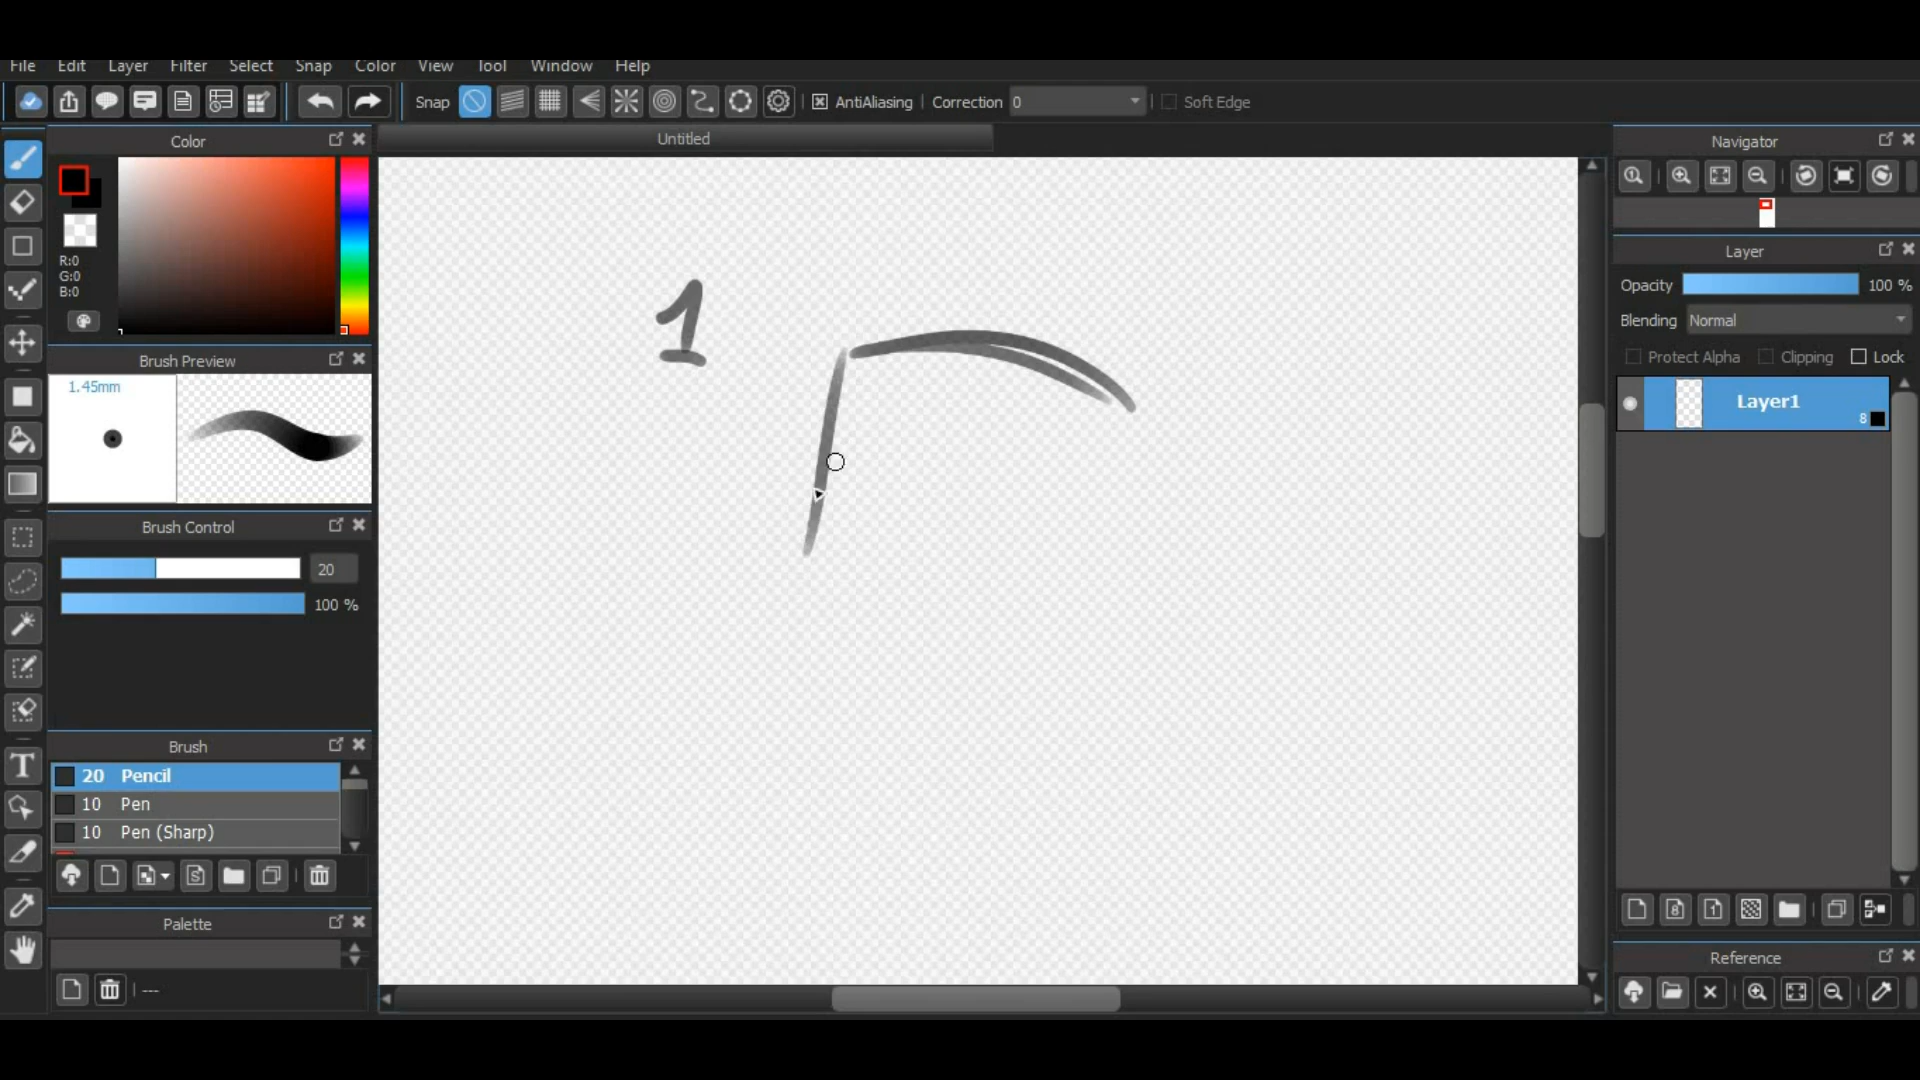 File Edit Layer Filter Select Snap Color View Tool Window Help
Snap AntiAliasing Correction 0 Soft Edge
Color
Untitled
Navigator
R:0
G:0
B:0
Layer
Opacity 100 %
Blending Normal
Protect Alpha Clipping Lock
Layer1
8
1
Brush Preview
1.45mm
Brush Control
20
100 %
Brush
20 Pencil
10 Pen
10 Pen (Sharp)
Palette
---
Reference